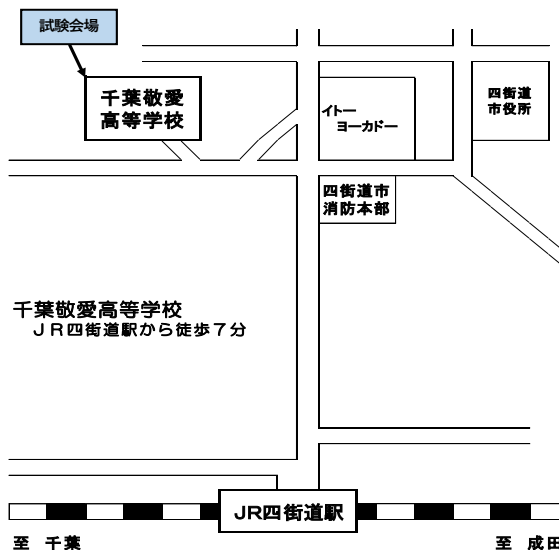 試験会場
千葉敬愛
高等学校
イトー
ヨーカドー
四街道
市役所
四街道市
消防本部
千葉敬愛高等学校
ＪＲ四街道駅から徒歩７分
JR四街道駅
至 千葉
至 成田